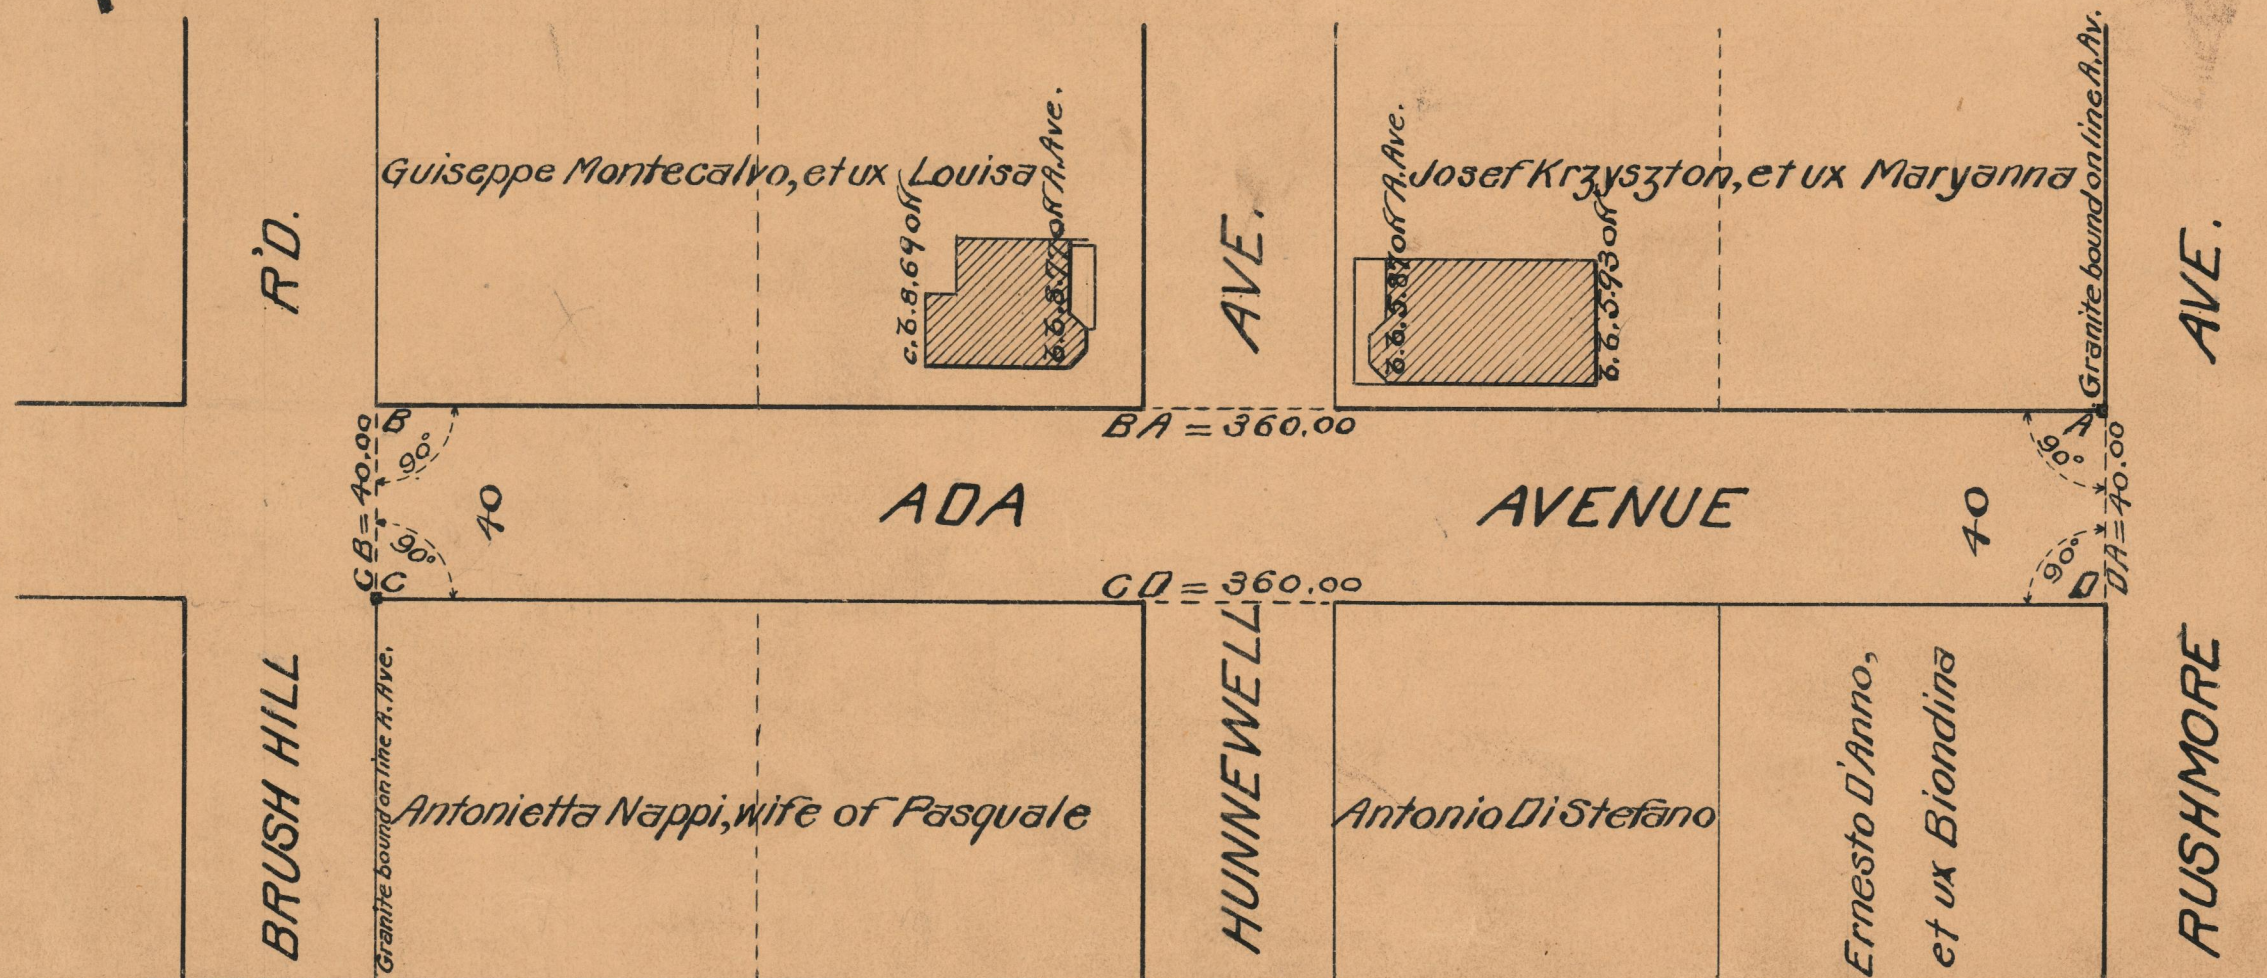 Guiseppe Montecalvo, et ux Louisa
Josef Krzyszton, et ux Maryanna
c.b.8.69 off
b.b.8.77 off A.Ave.
b.b.5.87 off A.Ave.
b.b.5.93 off
Granite bound on line A.Av.
R'D.
AVE.
AVE.
B
90°
CB=40.00
90°
C
40
BA = 360.00
ADA AVENUE
CD = 360.00
40
A
90°
DA=40.00
90°
D
BRUSH HILL
Granite bound on line A.Ave.
Antonietta Nappi, wife of Pasquale
HUNNEWELL
Antonio DiStefano
Ernesto D'Anno,
et ux Biondina
RUSHMORE